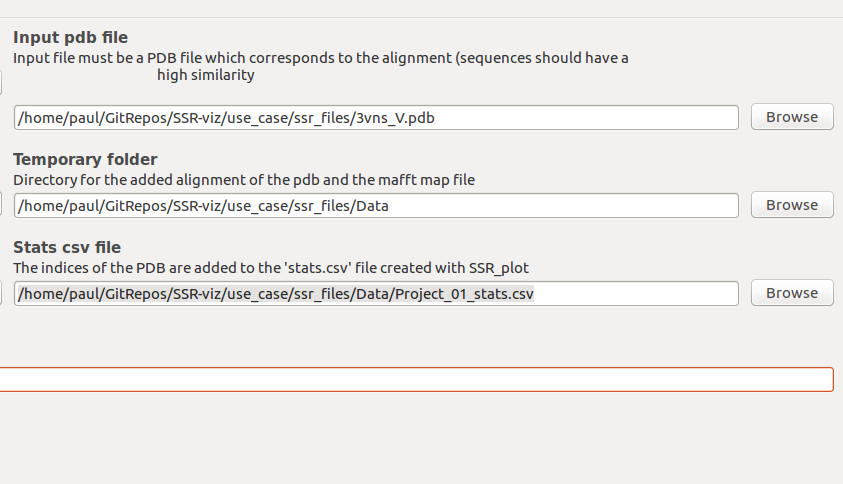 Input pdb file
Input file must be a PDB file which corresponds to the alignment (sequences should have a
high similarity
/home/paul/GitRepos/SSR-viz/use_case/ssr_files/3vns_V.pdb
Browse
Temporary folder
Directory for the added alignment of the pdb and the mafft map file
/home/paul/GitRepos/SSR-viz/use_case/ssr_files/Data
Browse
Stats csv file
The indices of the PDB are added to the 'stats.csv' file created with SSR_plot
/home/paul/GitRepos/SSR-viz/use_case/ssr_files/Data/Project_01_stats.csv
Browse